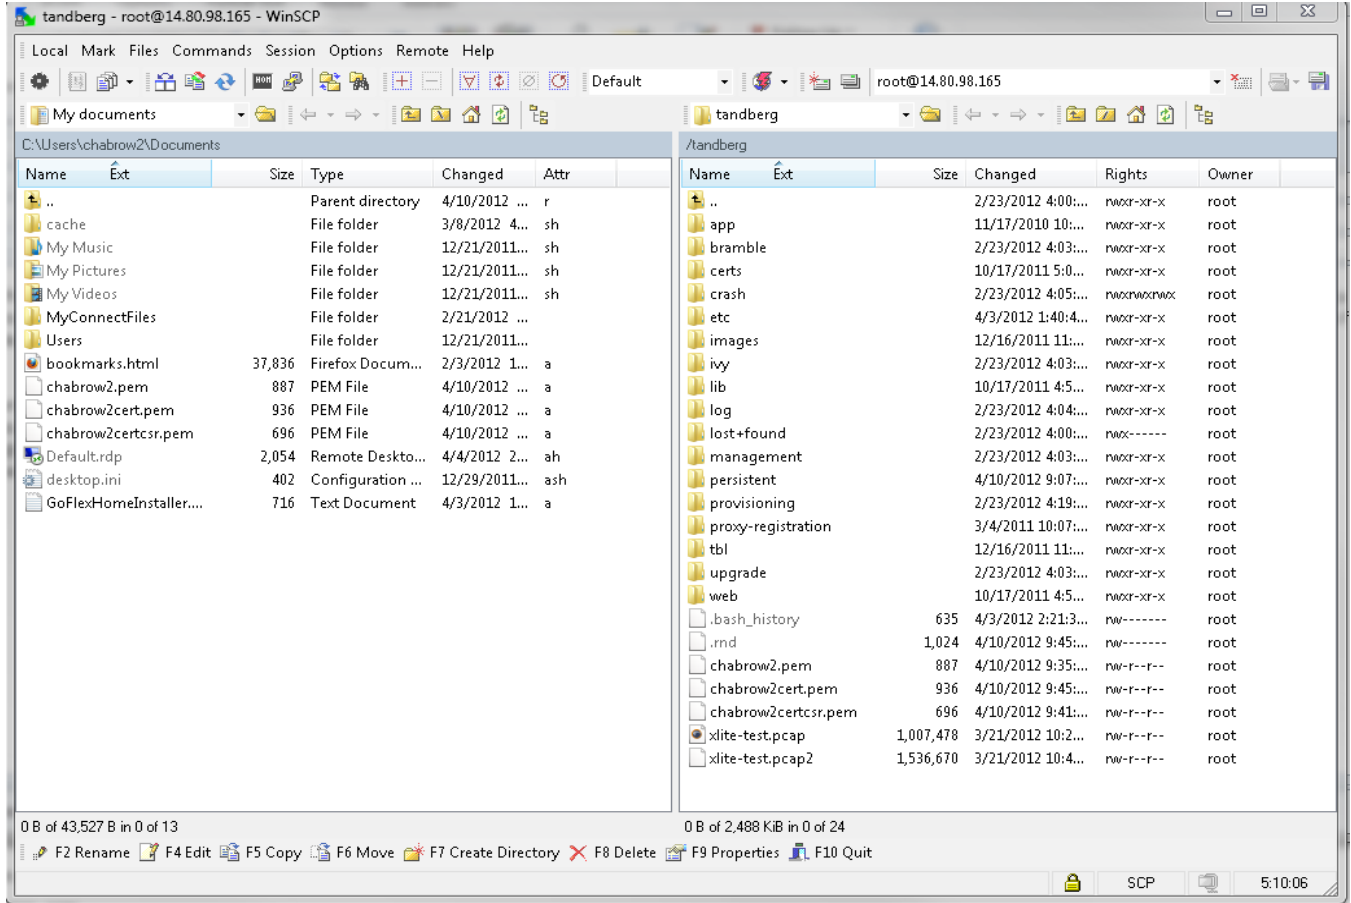 tandberg - root@14.80.98.165 - WinSCP
Local Mark Files Commands Session Options Remote Help
Default root@14.80.98.165
My documents tandberg
C:\Users\chabrow2\Documents /tandberg
Name Ext Size Type Changed Attr Name Ext Size Changed Rights Owner
.. Parent directory 4/10/2012 ... r .. 2/23/2012 4:00:... rwxr-xr-x root
cache File folder 3/8/2012 4... sh app 11/17/2010 10:... rwxr-xr-x root
My Music File folder 12/21/2011... sh bramble 2/23/2012 4:03:... rwxr-xr-x root
My Pictures File folder 12/21/2011... sh certs 10/17/2011 5:0... rwxr-xr-x root
My Videos File folder 12/21/2011... sh crash 2/23/2012 4:05:... rwxrwxrwx root
MyConnectFiles File folder 2/21/2012 ... etc 4/3/2012 1:40:4... rwxr-xr-x root
Users File folder 12/21/2011... images 12/16/2011 11:... rwxr-xr-x root
bookmarks.html 37,836 Firefox Docum... 2/3/2012 1... a ivy 2/23/2012 4:03:... rwxr-xr-x root
chabrow2.pem 887 PEM File 4/10/2012 ... a lib 10/17/2011 4:5... rwxr-xr-x root
chabrow2cert.pem 936 PEM File 4/10/2012 ... a log 2/23/2012 4:04:... rwxr-xr-x root
chabrow2certcsr.pem 696 PEM File 4/10/2012 ... a lost+found 2/23/2012 4:00:... rwx------ root
Default.rdp 2,054 Remote Deskto... 4/4/2012 2... ah management 2/23/2012 4:03:... rwxr-xr-x root
desktop.ini 402 Configuration ... 12/29/2011... ash persistent 4/10/2012 9:07:... rwxr-xr-x root
GoFlexHomeInstaller.... 716 Text Document 4/3/2012 1... a provisioning 2/23/2012 4:19:... rwxr-xr-x root
proxy-registration 3/4/2011 10:07:... rwxr-xr-x root
tbl 12/16/2011 11:... rwxr-xr-x root
upgrade 2/23/2012 4:03:... rwxr-xr-x root
web 10/17/2011 4:5... rwxr-xr-x root
.bash_history 635 4/3/2012 2:21:3... rw------- root
.rnd 1,024 4/10/2012 9:45:... rw------- root
chabrow2.pem 887 4/10/2012 9:35:... rw-r--r-- root
chabrow2cert.pem 936 4/10/2012 9:45:... rw-r--r-- root
chabrow2certcsr.pem 696 4/10/2012 9:41:... rw-r--r-- root
xlite-test.pcap 1,007,478 3/21/2012 10:2... rw-r--r-- root
xlite-test.pcap2 1,536,670 3/21/2012 10:4... rw-r--r-- root
0 B of 43,527 B in 0 of 13 0 B of 2,488 KiB in 0 of 24
F2 Rename F4 Edit F5 Copy F6 Move F7 Create Directory F8 Delete F9 Properties F10 Quit
SCP 5:10:06